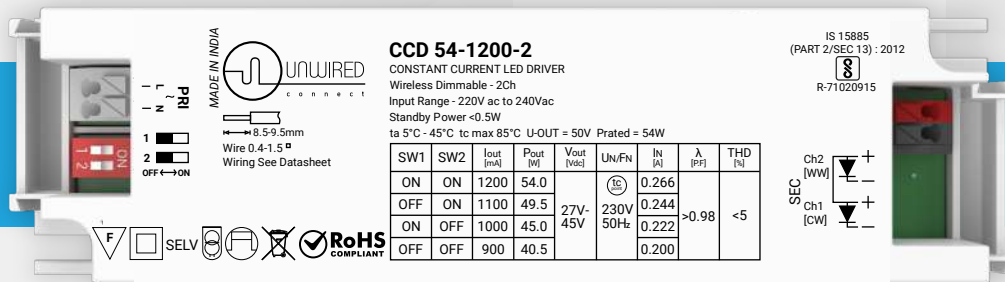 MADE IN INDIA
UNWIRED
connect
8.5-9.5mm
Wire 0.4-1.5
Wiring See Datasheet
L
~
N
PRI
1
2
OFF ↔ ON
ON
1 2
F
SELV
RoHS
COMPLIANT
CCD 54-1200-2
CONSTANT CURRENT LED DRIVER
Wireless Dimmable - 2Ch
Input Range - 220V ac to 240Vac
Standby Power <0.5W
ta 5°C - 45°C tc max 85°C U-OUT = 50V Prated = 54W
SW1 SW2 Iout [mA] Pout [W] Vout [Vdc] UN/FN IN [A] λ [P.F] THD [%]
ON ON 1200 54.0 27V-45V tc point 230V 50Hz 0.266 >0.98 <5
OFF ON 1100 49.5 0.244
ON OFF 1000 45.0 0.222
OFF OFF 900 40.5 0.200
IS 15885
(PART 2/SEC 13) : 2012
R-71020915
SEC
Ch2 +
[WW] -
Ch1 +
[CW] -